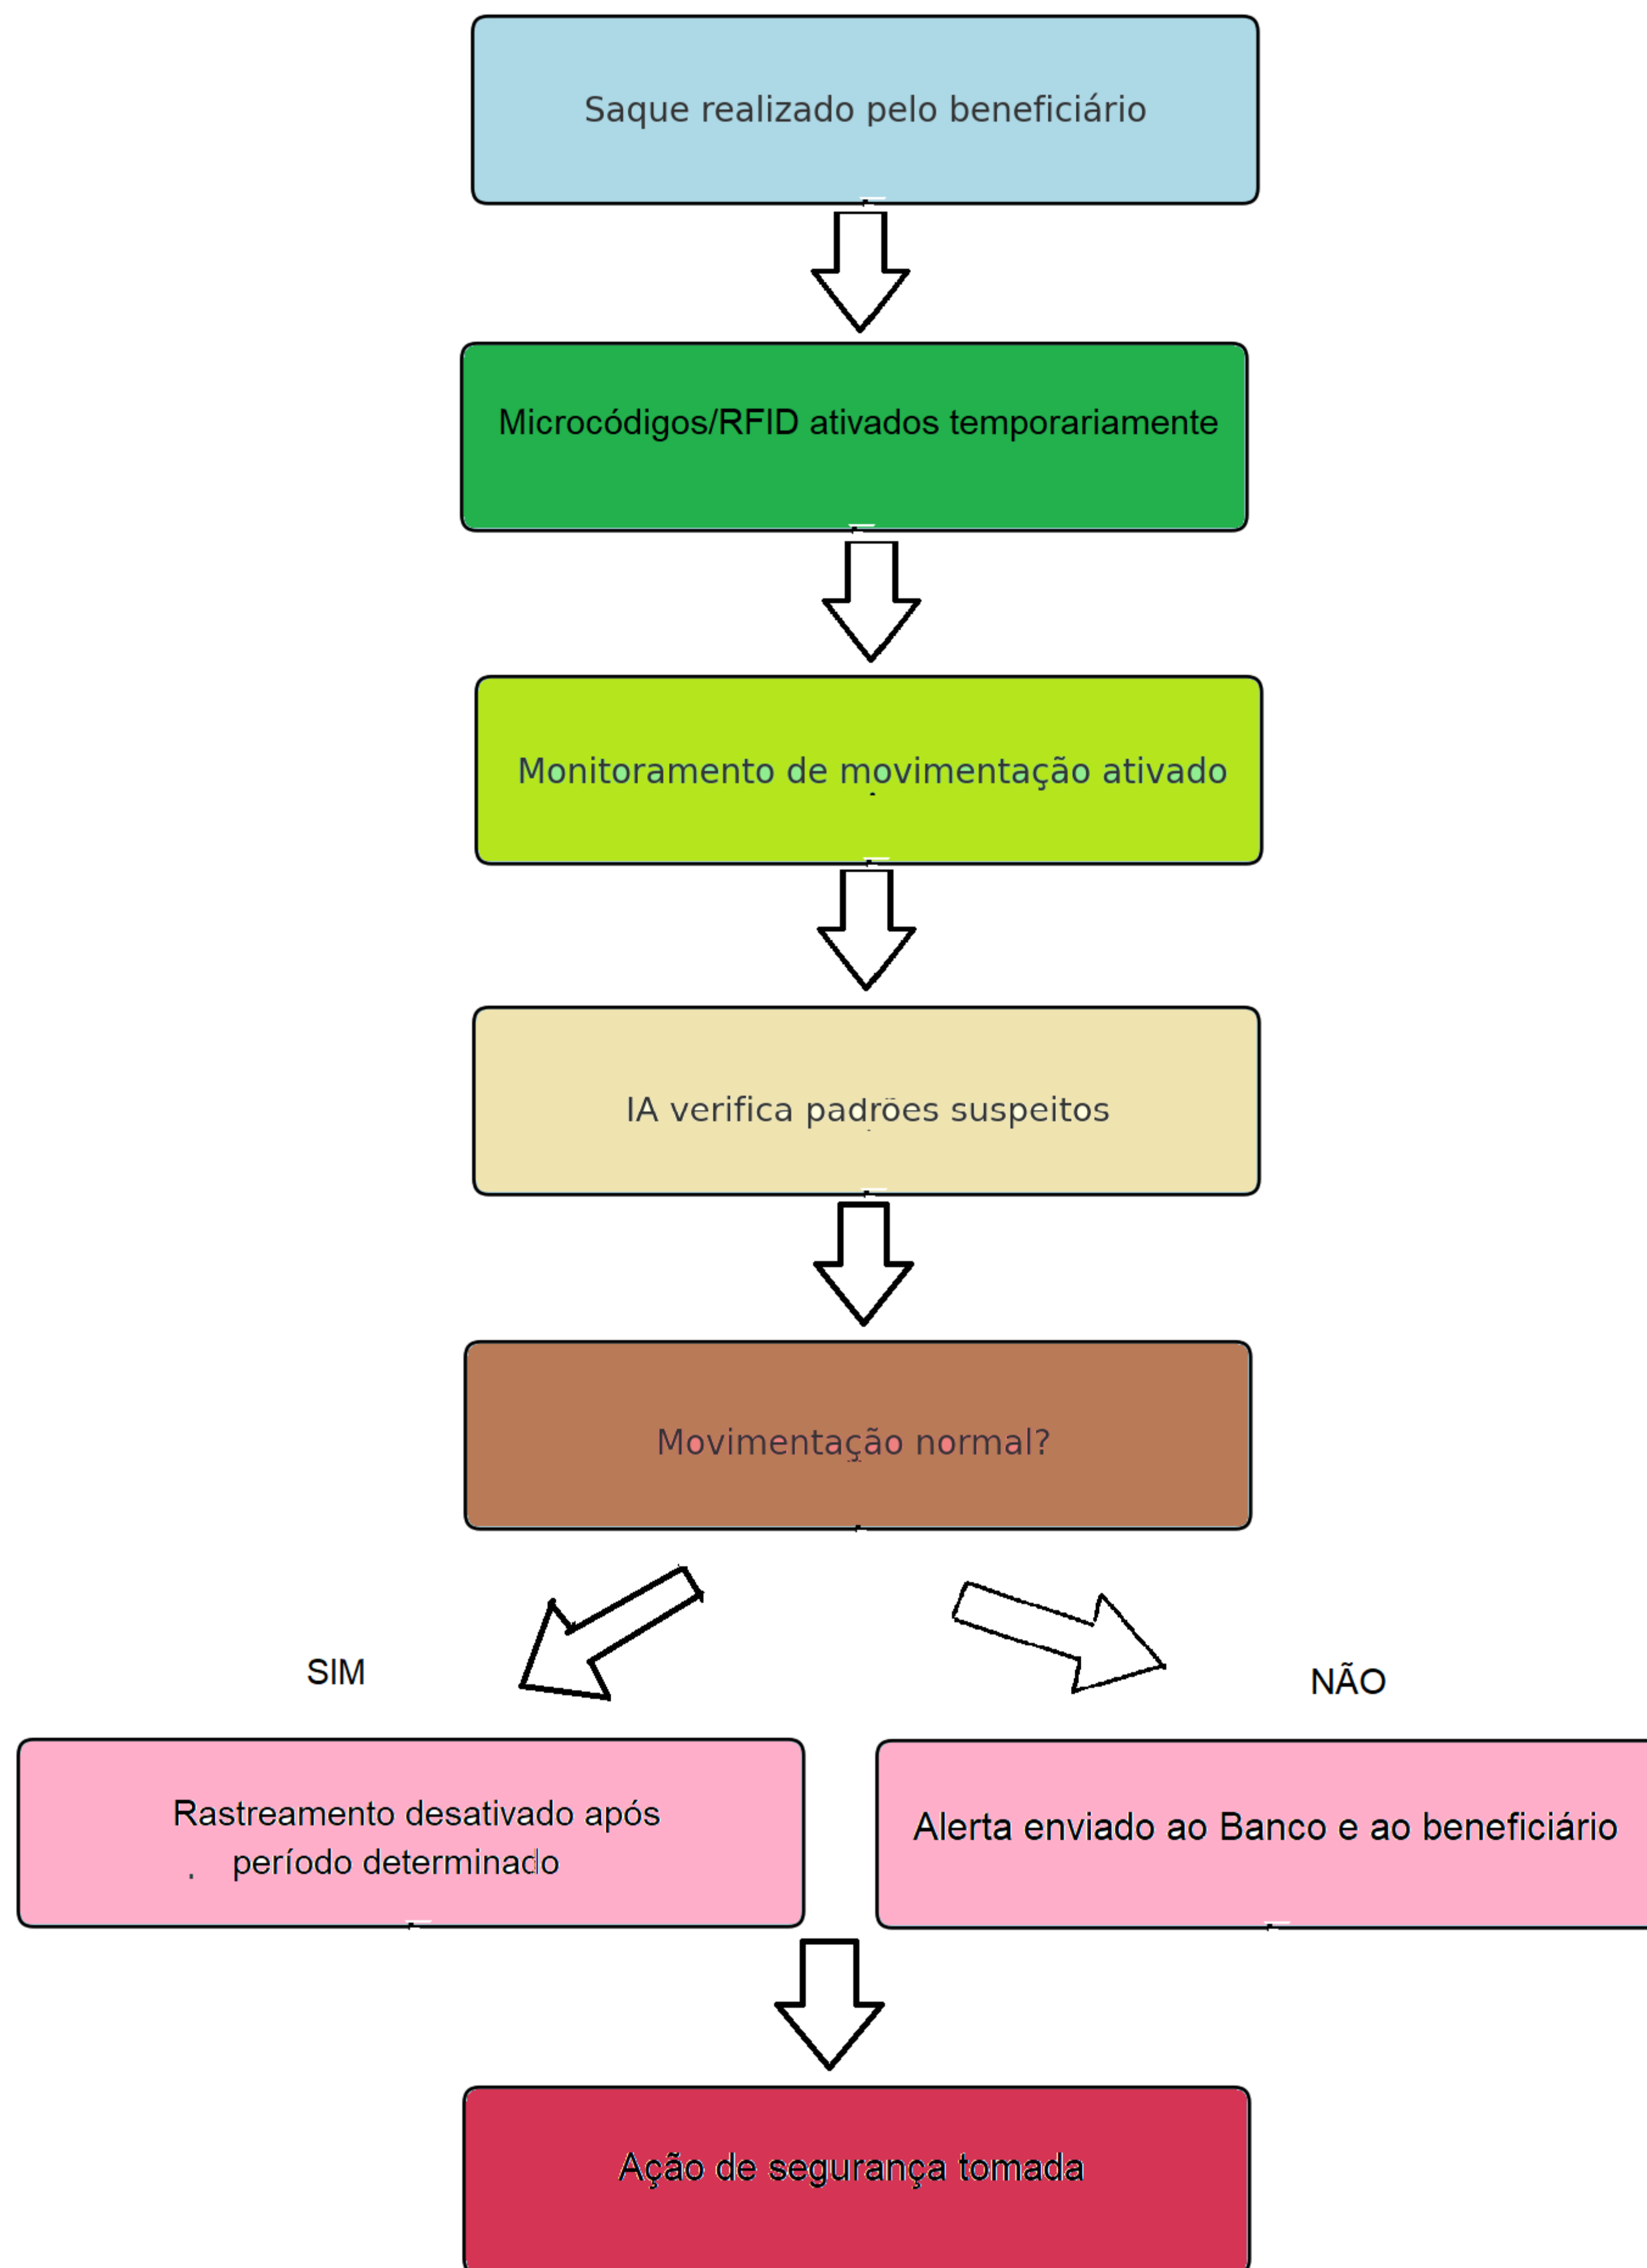 Saque realizado pelo beneficiário
Microcódigos/RFID ativados temporariamente
Monitoramento de movimentação ativado
IA verifica padrões suspeitos
Movimentação normal?
SIM
NÃO
Rastreamento desativado após
período determinado
Alerta enviado ao Banco e ao beneficiário
Ação de segurança tomada